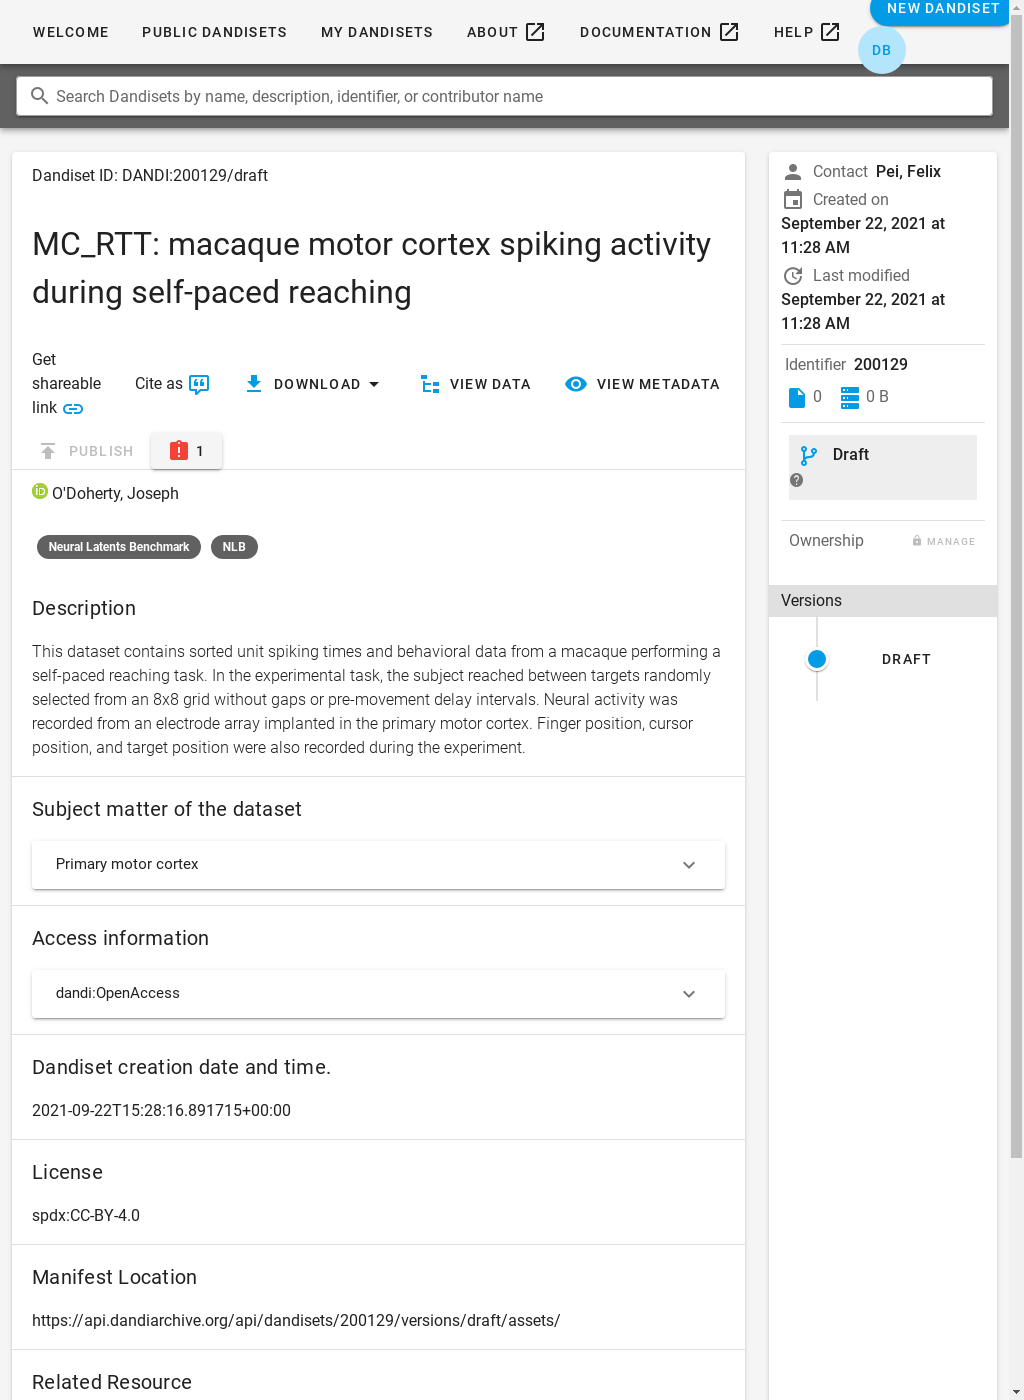 WELCOME
PUBLIC DANDISETS
MY DANDISETS
ABOUT
DOCUMENTATION
HELP
NEW DANDISET
DB
Search Dandisets by name, description, identifier, or contributor name
Dandiset ID: DANDI:200129/draft
MC_RTT: macaque motor cortex spiking activity
during self-paced reaching
Get
shareable
link
Cite as
DOWNLOAD
VIEW DATA
VIEW METADATA
PUBLISH
1
O'Doherty, Joseph
Neural Latents Benchmark
NLB
Description
This dataset contains sorted unit spiking times and behavioral data from a macaque performing a
self-paced reaching task. In the experimental task, the subject reached between targets randomly
selected from an 8x8 grid without gaps or pre-movement delay intervals. Neural activity was
recorded from an electrode array implanted in the primary motor cortex. Finger position, cursor
position, and target position were also recorded during the experiment.
Subject matter of the dataset
Primary motor cortex
Access information
dandi:OpenAccess
Dandiset creation date and time.
2021-09-22T15:28:16.891715+00:00
License
spdx:CC-BY-4.0
Manifest Location
https://api.dandiarchive.org/api/dandisets/200129/versions/draft/assets/
Related Resource
Contact Pei, Felix
Created on
September 22, 2021 at
11:28 AM
Last modified
September 22, 2021 at
11:28 AM
Identifier 200129
0
0 B
Draft
Ownership
MANAGE
Versions
DRAFT